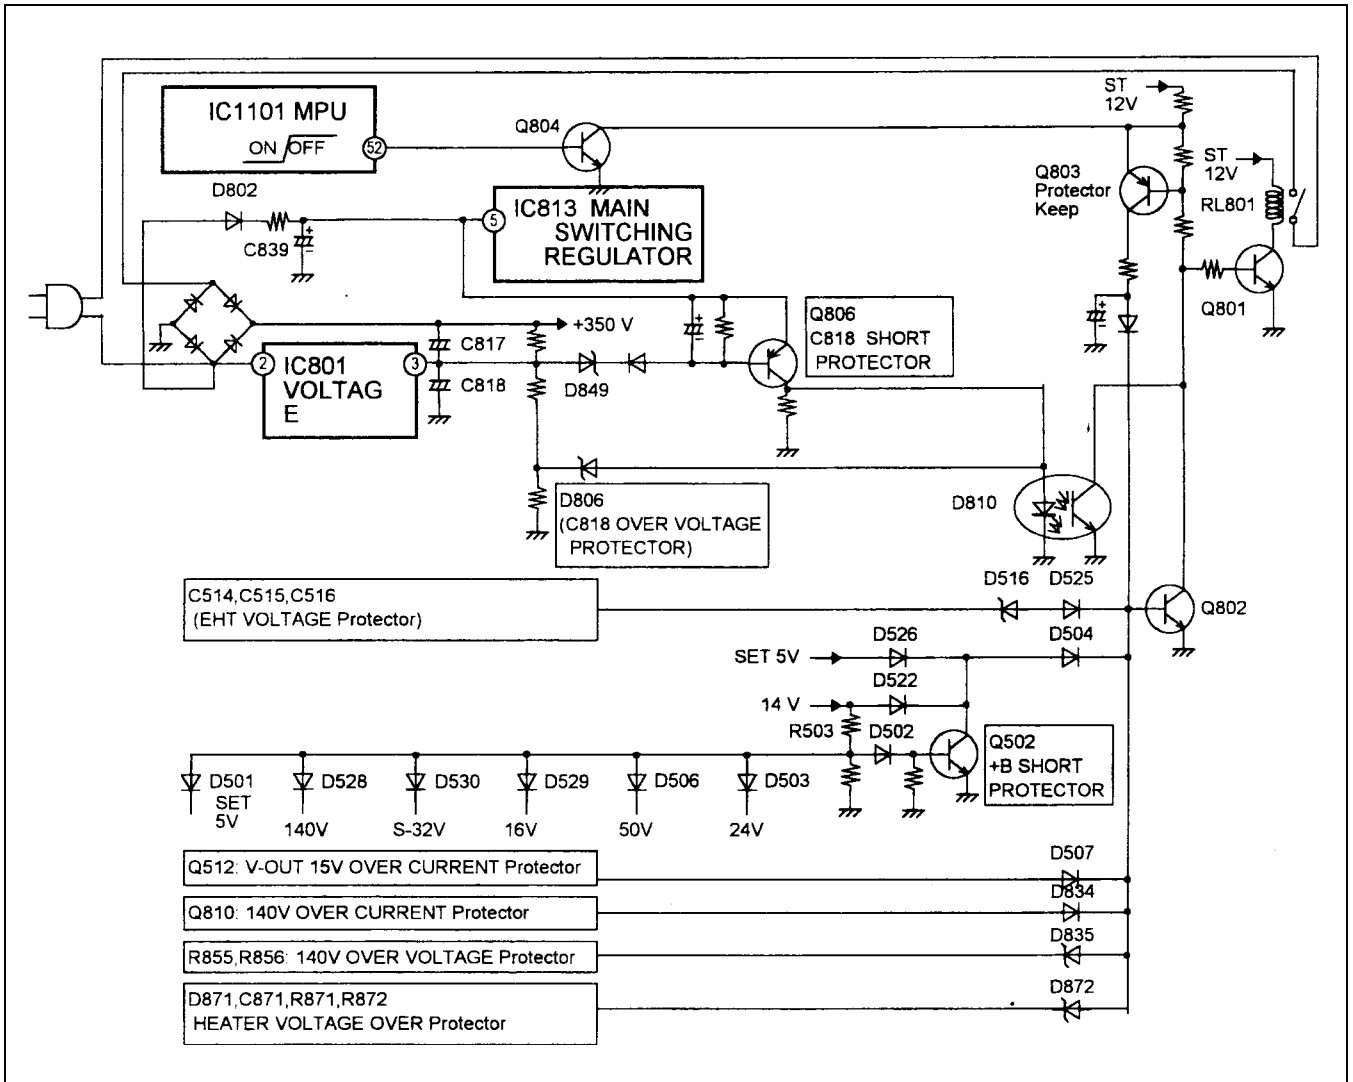 IC1101 MPU
ON OFF
52
Q804
ST
12V
Q803
Protector
Keep
ST
12V
RL801
D802
C839
5
IC813 MAIN
SWITCHING
REGULATOR
Q801
+350 V
Q806
C818 SHORT
PROTECTOR
2
IC801
VOLTAG
E
3
C817
C818
D849
D806
(C818 OVER VOLTAGE
PROTECTOR)
D810
C514,C515,C516
(EHT VOLTAGE Protector)
D516
D525
Q802
SET 5V
D526
D504
14 V
D522
R503
D502
Q502
+B SHORT
PROTECTOR
D501
SET
5V
D528
140V
D530
S-32V
D529
16V
D506
50V
D503
24V
Q512: V-OUT 15V OVER CURRENT Protector
D507
Q810: 140V OVER CURRENT Protector
D834
R855,R856: 140V OVER VOLTAGE Protector
D835
D871,C871,R871,R872
HEATER VOLTAGE OVER Protector
D872